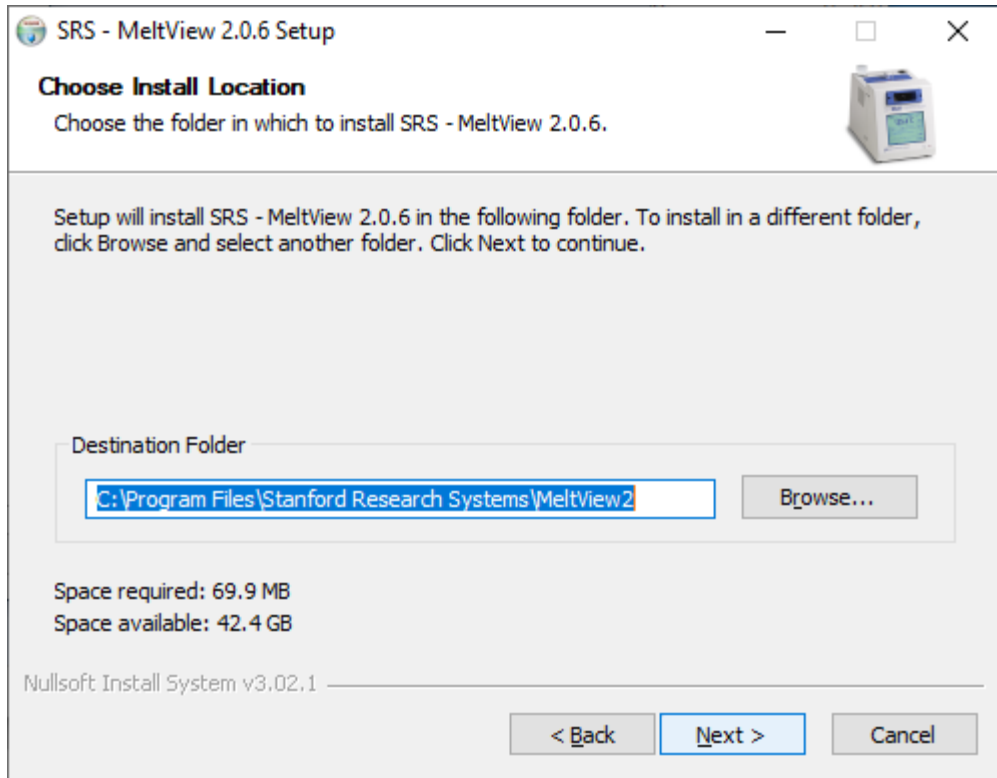 SRS - MeltView 2.0.6 Setup
Choose Install Location
Choose the folder in which to install SRS - MeltView 2.0.6.
Setup will install SRS - MeltView 2.0.6 in the following folder. To install in a different folder,
click Browse and select another folder. Click Next to continue.
Destination Folder
C:\Program Files\Stanford Research Systems\MeltView2
Browse...
Space required: 69.9 MB
Space available: 42.4 GB
Nullsoft Install System v3.02.1
< Back
Next >
Cancel